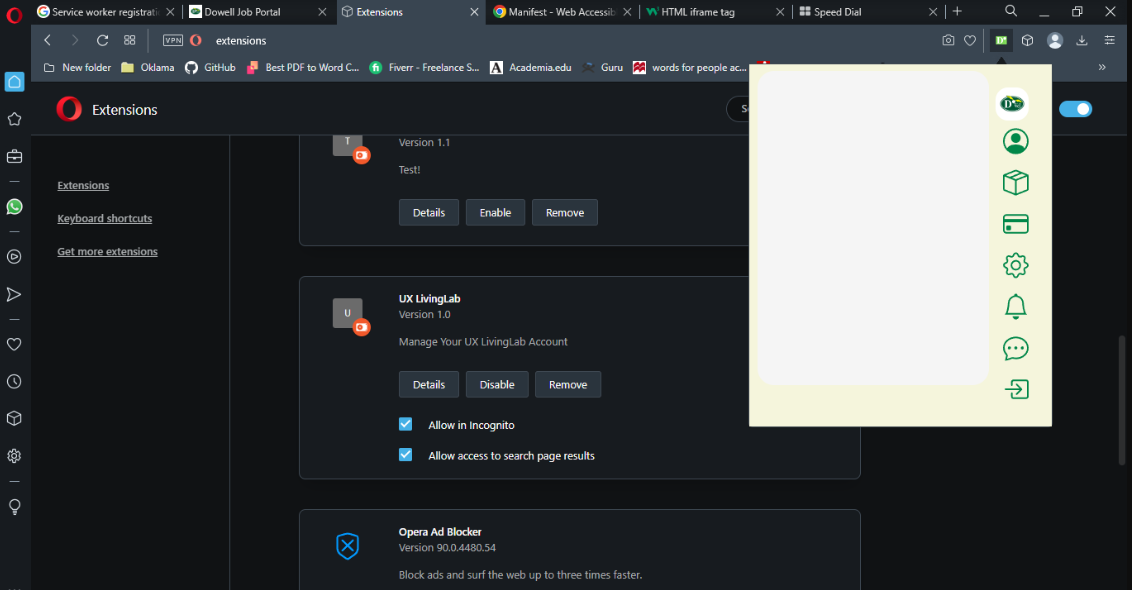 Service worker registratio
Dowell Job Portal
Extensions
Manifest - Web Accessib
HTML iframe tag
Speed Dial
VPN
extensions
D
New folder
Oklama
GitHub
Best PDF to Word C...
fi
Fiverr - Freelance S...
A
Academia.edu
Guru
words for people ac...
»
Extensions
S
D
T
Version 1.1
Test!
Extensions
Keyboard shortcuts
Get more extensions
Details
Enable
Remove
U
UX LivingLab
Version 1.0
Manage Your UX LivingLab Account
Details
Disable
Remove
Allow in Incognito
Allow access to search page results
Opera Ad Blocker
Version 90.0.4480.54
Block ads and surf the web up to three times faster.